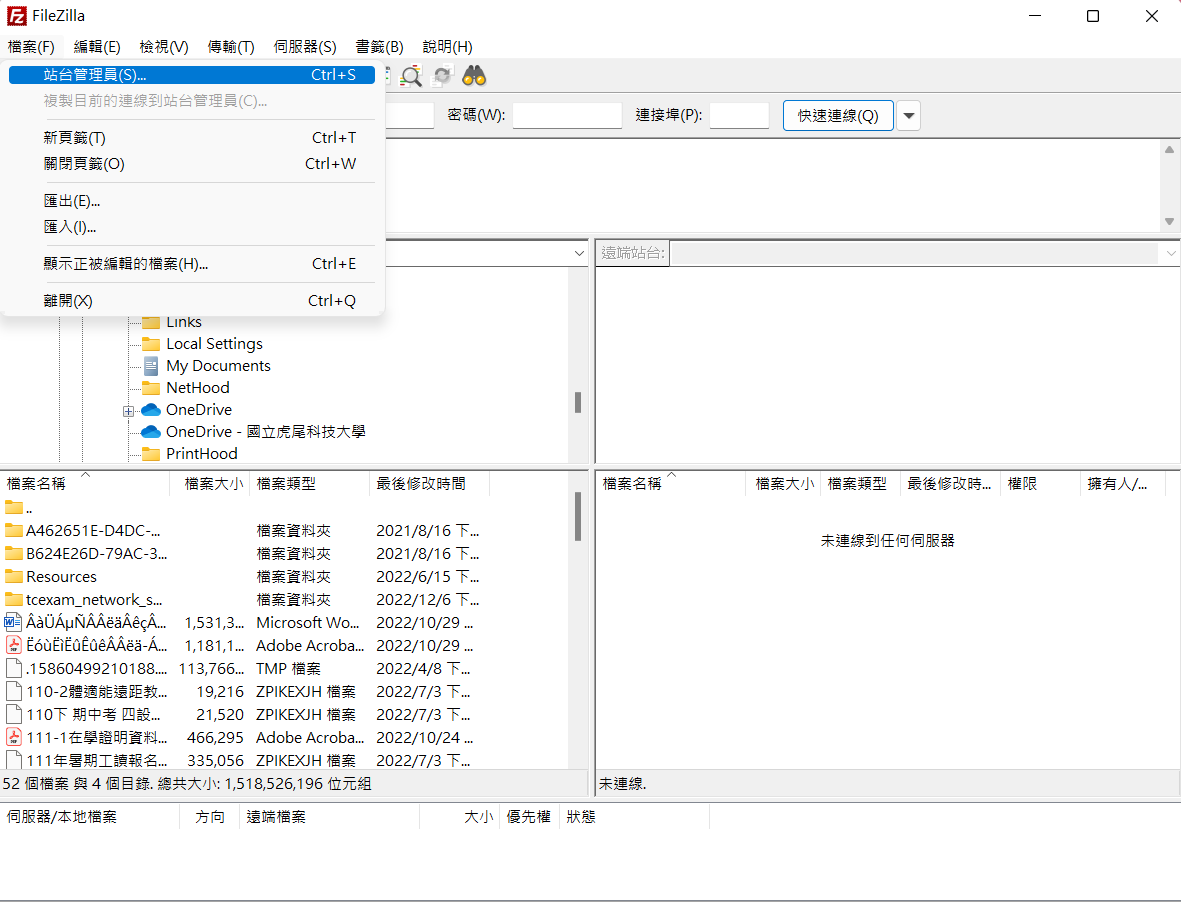 FileZilla
檔案(F) 編輯(E) 檢視(V) 傳輸(T) 伺服器(S) 書籤(B) 說明(H)
站台管理員(S)... Ctrl+S
複製目前的連線到站台管理員(C)...
密碼(W): 連接埠(P): 快速連線(Q)
新頁籤(T) Ctrl+T
關閉頁籤(O) Ctrl+W
匯出(E)...
匯入(I)...
顯示正被編輯的檔案(H)... Ctrl+E
離開(X) Ctrl+Q
遠端站台:
Links
Local Settings
My Documents
NetHood
OneDrive
OneDrive - 國立虎尾科技大學
PrintHood
檔案名稱 檔案大小 檔案類型 最後修改時間
..
A462651E-D4DC-... 檔案資料夾 2021/8/16 下...
B624E26D-79AC-3... 檔案資料夾 2021/8/16 下...
Resources 檔案資料夾 2022/6/15 下...
tcexam_network_s... 檔案資料夾 2022/12/6 下...
ÂàÜÁµÑÂÂëäÂêçÂ... 1,531,3... Microsoft Wo... 2022/10/29 ...
ËóùËÌËûÊûêÂÂëä-Á... 1,181,1... Adobe Acroba... 2022/10/29 ...
.15860499210188.... 113,766... TMP 檔案 2022/4/8 下...
110-2體適能遠距教... 19,216 ZPIKEXJH 檔案 2022/7/3 下...
110下 期中考 四設... 21,520 ZPIKEXJH 檔案 2022/7/3 下...
111-1在學證明資料... 466,295 Adobe Acroba... 2022/10/24 ...
111年暑期工讀報名... 335,056 ZPIKEXJH 檔案 2022/7/3 下...
52 個檔案 與 4 個目錄. 總共大小: 1,518,526,196 位元組
檔案名稱 檔案大小 檔案類型 最後修改時... 權限 擁有人/...
未連線到任何伺服器
未連線.
伺服器/本地檔案 方向 遠端檔案 大小 優先權 狀態